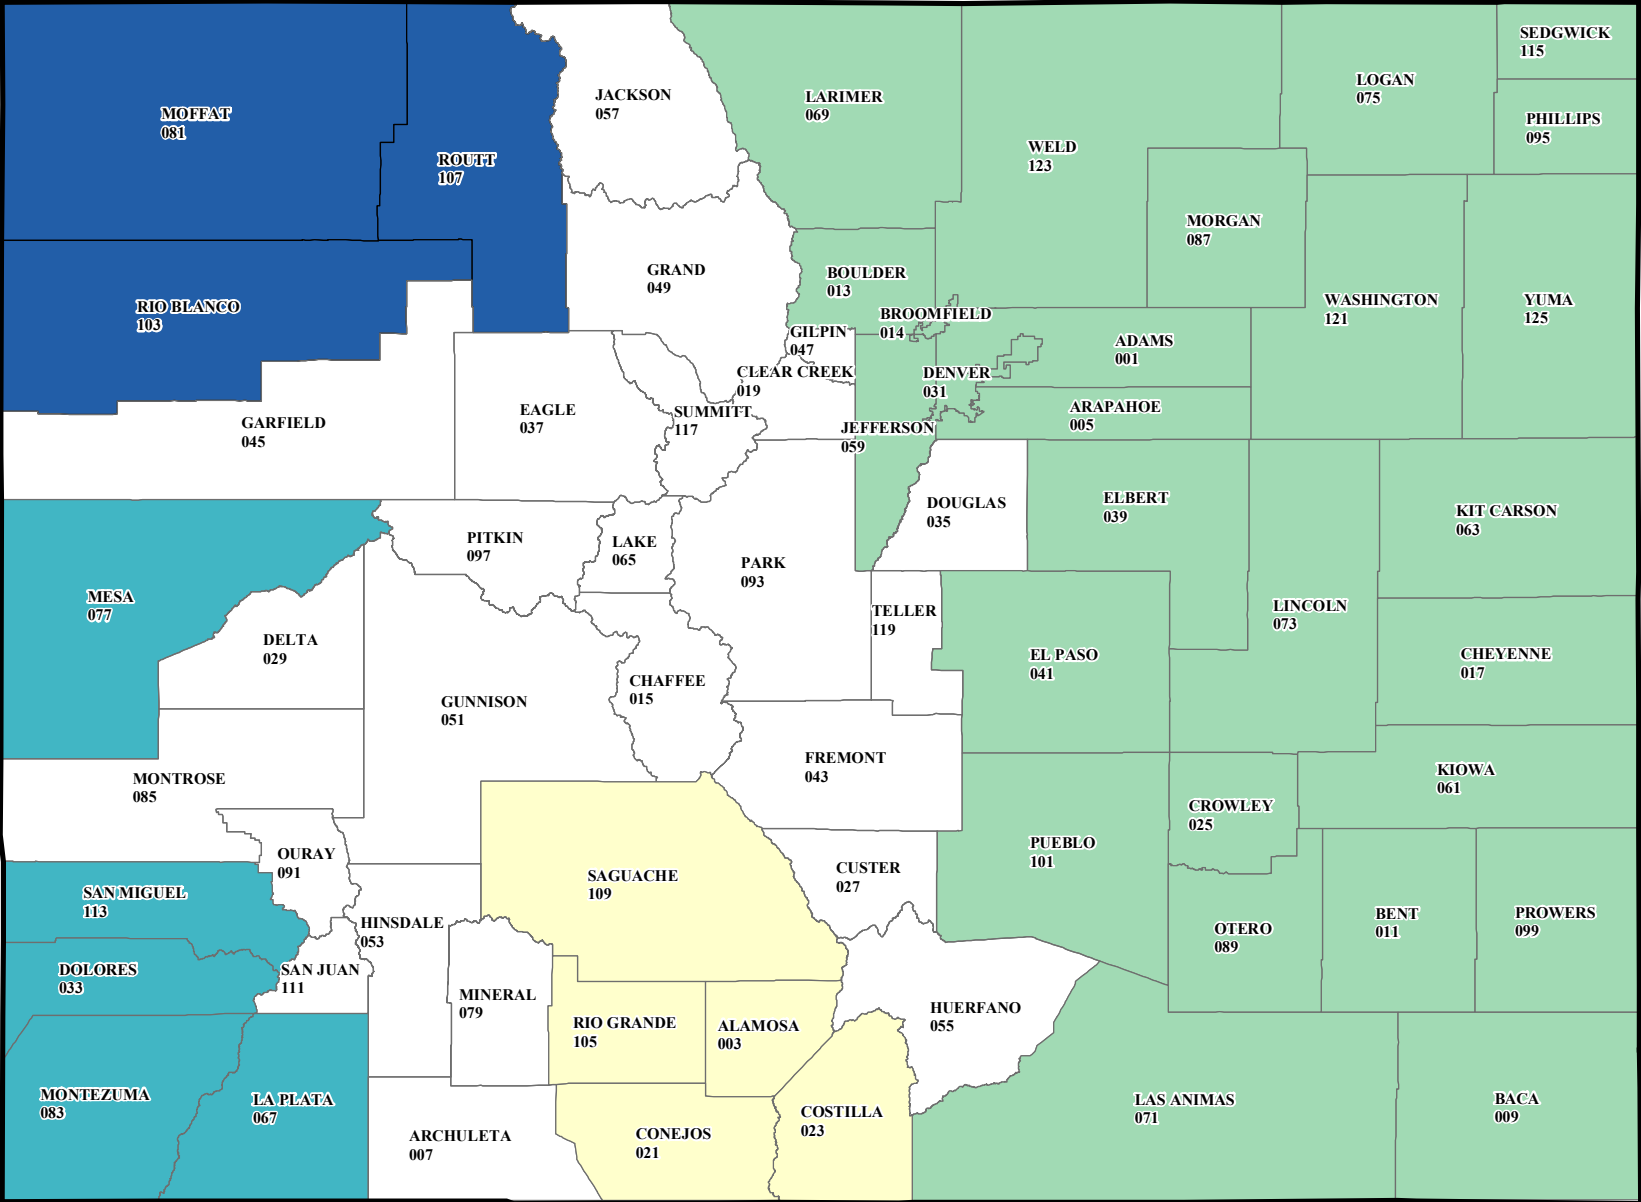 SEDGWICK
115
LOGAN
075
JACKSON
057
LARIMER
069
MOFFAT
081
PHILLIPS
095
WELD
123
ROUTT
107
MORGAN
087
GRAND
049
BOULDER
013
RIO BLANCO
103
WASHINGTON
121
YUMA
125
BROOMFIELD
014
GILPIN
047
ADAMS
001
CLEAR CREEK
019
DENVER
031
EAGLE
037
SUMMITT
117
ARAPAHOE
005
GARFIELD
045
JEFFERSON
059
DOUGLAS
035
ELBERT
039
KIT CARSON
063
PITKIN
097
LAKE
065
PARK
093
MESA
077
TELLER
119
LINCOLN
073
DELTA
029
EL PASO
041
CHEYENNE
017
CHAFFEE
015
GUNNISON
051
FREMONT
043
KIOWA
061
MONTROSE
085
CROWLEY
025
OURAY
091
PUEBLO
101
SAGUACHE
109
CUSTER
027
SAN MIGUEL
113
HINSDALE
053
OTERO
089
BENT
011
PROWERS
099
DOLORES
033
SAN JUAN
111
MINERAL
079
HUERFANO
055
RIO GRANDE
105
ALAMOSA
003
MONTEZUMA
083
LA PLATA
067
LAS ANIMAS
071
BACA
009
COSTILLA
023
ARCHULETA
007
CONEJOS
021